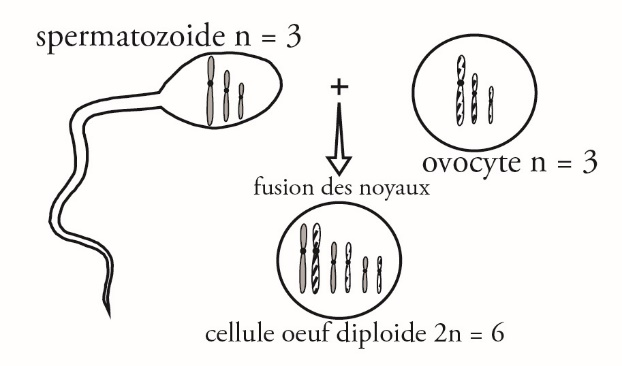 spermatozoide n = 3
+
ovocyte n = 3
fusion des noyaux
cellule oeuf diploide 2n = 6